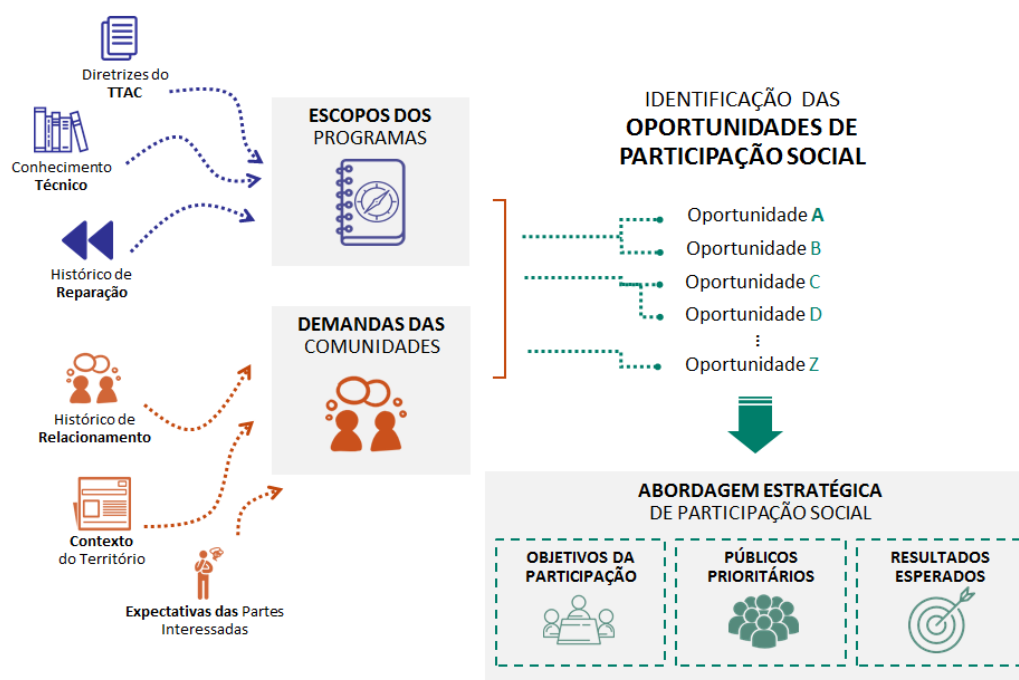 Diretrizes do
TTAC
Conhecimento
Técnico
Histórico de
Reparação
ESCOPOS DOS
PROGRAMAS
Histórico de
Relacionamento
Contexto
do Território
Expectativas das Partes
Interessadas
DEMANDAS DAS
COMUNIDADES
IDENTIFICAÇÃO DAS
OPORTUNIDADES DE
PARTICIPAÇÃO SOCIAL
Oportunidade A
Oportunidade B
Oportunidade C
Oportunidade D
...
Oportunidade Z
ABORDAGEM ESTRATÉGICA
DE PARTICIPAÇÃO SOCIAL
OBJETIVOS DA
PARTICIPAÇÃO
PÚBLICOS
PRIORITÁRIOS
RESULTADOS
ESPERADOS